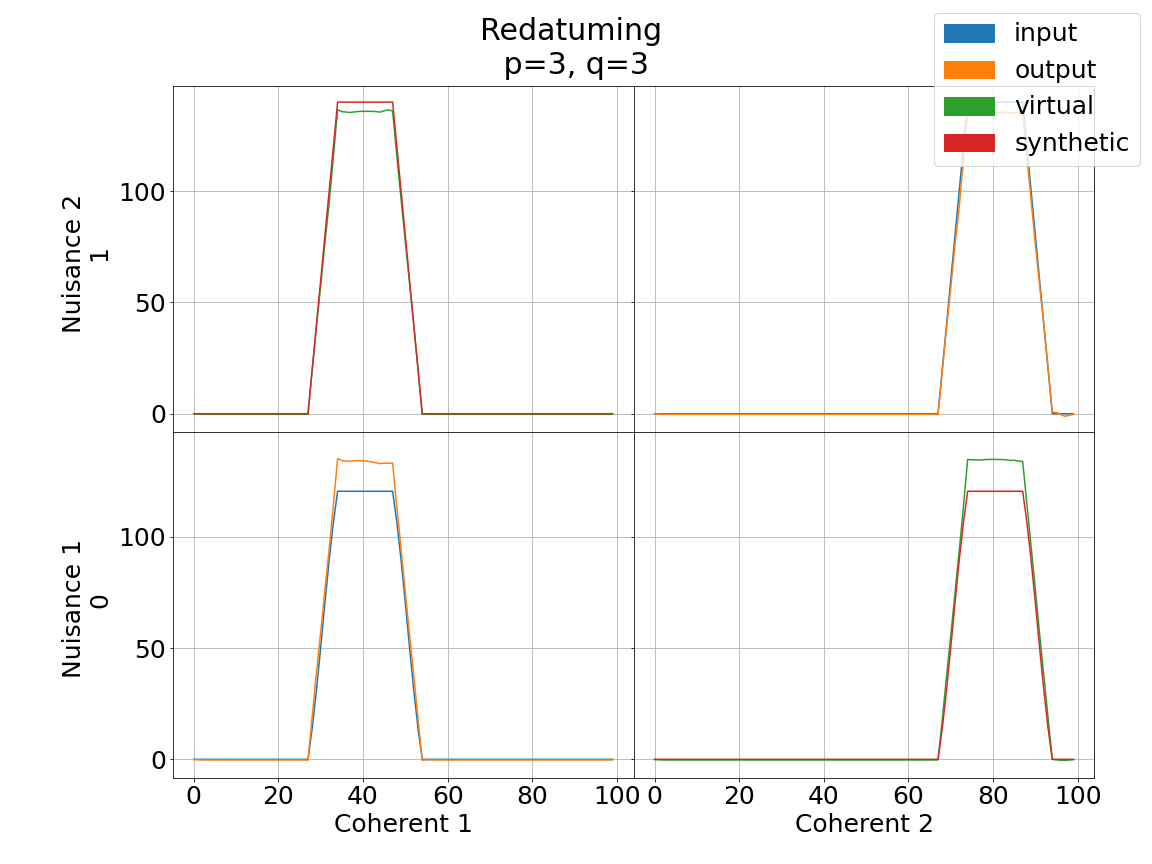 Redatuming
p=3, q=3
input
output
virtual
synthetic
Nuisance 2
1
100
50
0
Nuisance 1
0
100
50
0
0 20 40 60 80 100 0 20 40 60 80 100
Coherent 1 Coherent 2